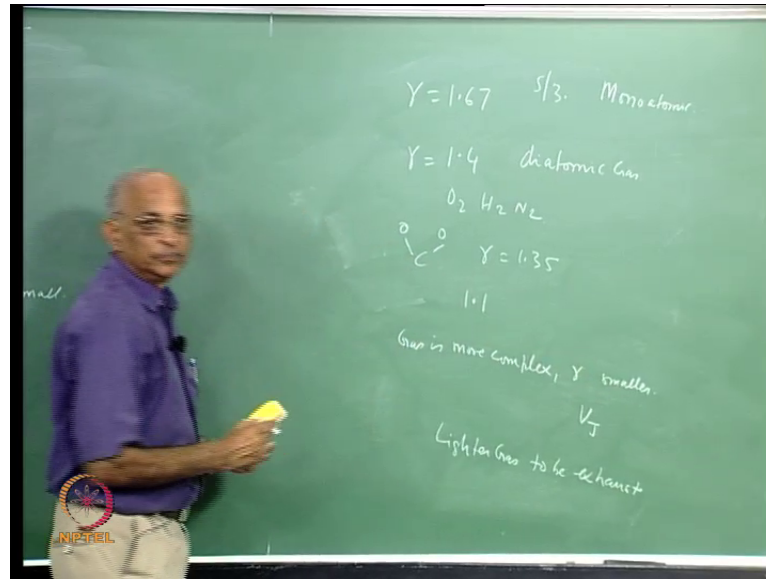 γ = 1.67 5/3. Monoatomic.
γ = 1.4 diatomic Gas
O2 H2 N2
O O
C γ = 1.35
1.1
mall.
Gas is more complex, γ smaller.
VJ
Lighter Gas to be exhaust
NPTEL